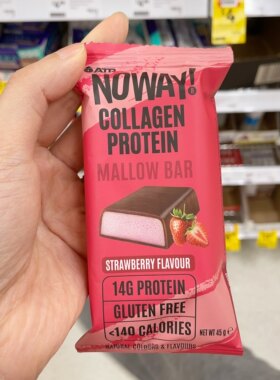 ATP
NOWAY!
COLLAGEN
PROTEIN
MALLOW BAR
STRAWBERRY FLAVOUR
14G PROTEIN
GLUTEN FREE
<140 CALORIES
NATURAL COLOURS & FLAVOURS
NET WT 45 g